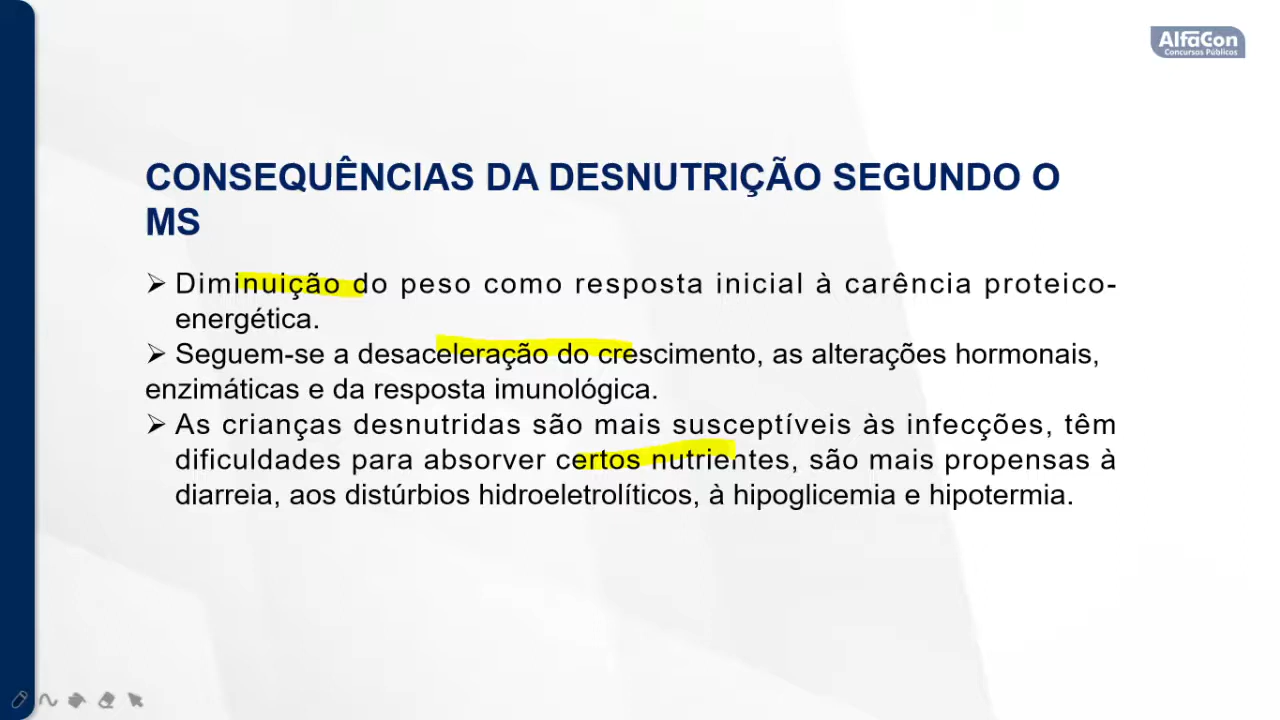 AlfaCon
Concursos Públicos
CONSEQUÊNCIAS DA DESNUTRIÇÃO SEGUNDO O
MS
➢ Diminuição do peso como resposta inicial à carência proteico-
energética.
➢ Seguem-se a desaceleração do crescimento, as alterações hormonais,
enzimáticas e da resposta imunológica.
➢ As crianças desnutridas são mais susceptíveis às infecções, têm
dificuldades para absorver certos nutrientes, são mais propensas à
diarreia, aos distúrbios hidroeletrolíticos, à hipoglicemia e hipotermia.